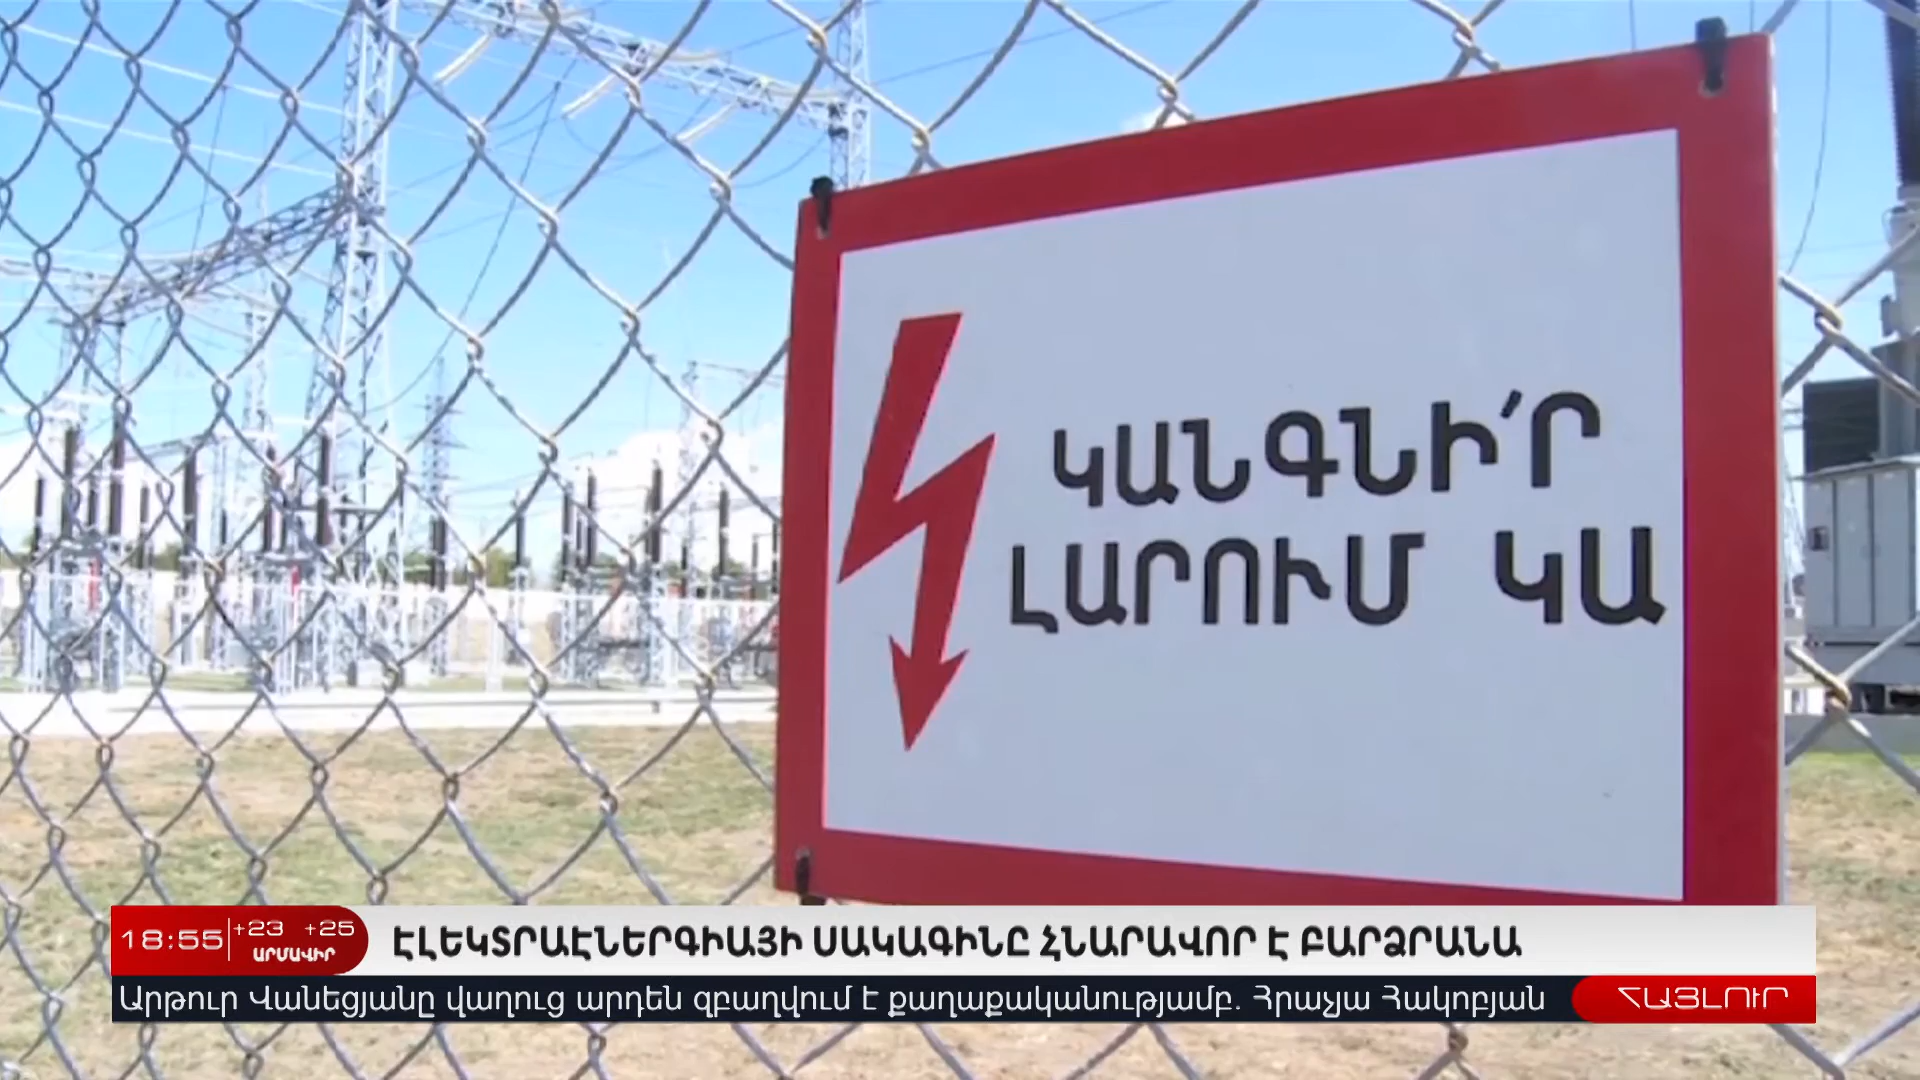 ԿԱՆԳՆԻ՛Ր
ԼԱՐՈՒՄ ԿԱ
18:55
+23 +25
ԱՐՄԱՎԻՐ
ԷԼԵԿՏՐԱԷՆԵՐԳԻԱՅԻ ՍԱԿԱԳԻՆԸ ՀՆԱՐԱՎՈՐ Է ԲԱՐՁՐԱՆԱ
Արթուր Վանեցյանը վաղուց արդեն զբաղվում է քաղաքականությամբ. Հրաչյա Հակոբյան
ՀԱՅԼՈՒՐ